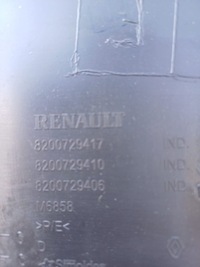 RENAULT
8200729417 IND.
8200729410 IND.
8200729406 IND.
>P/E<